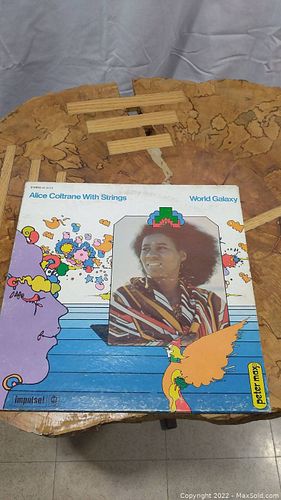 Alice Coltrane With Strings
World Galaxy
impulse!
peter max
Copyright © 2022 - MaxSold.com